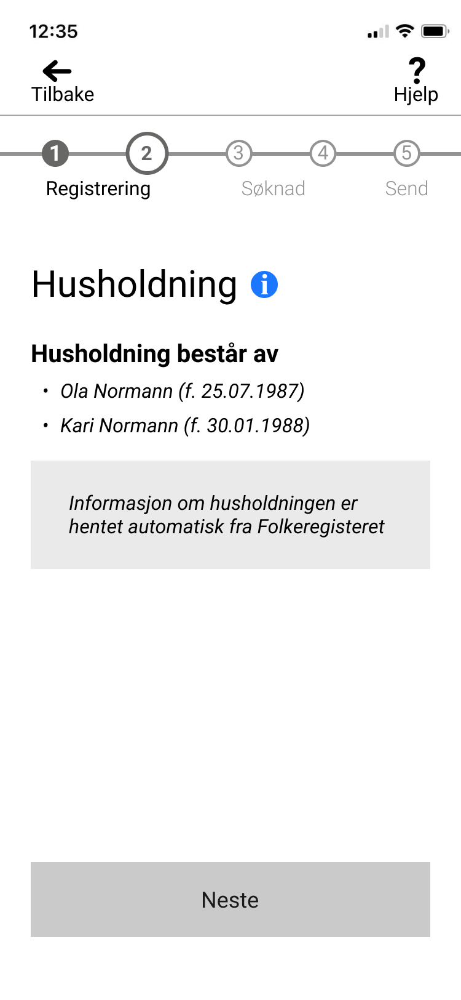 12:35
Tilbake
Hjelp
1
2
3
4
5
Registrering
Søknad
Send
Husholdning i
Husholdning består av
• Ola Normann (f. 25.07.1987)
• Kari Normann (f. 30.01.1988)
Informasjon om husholdningen er
hentet automatisk fra Folkeregisteret
Neste